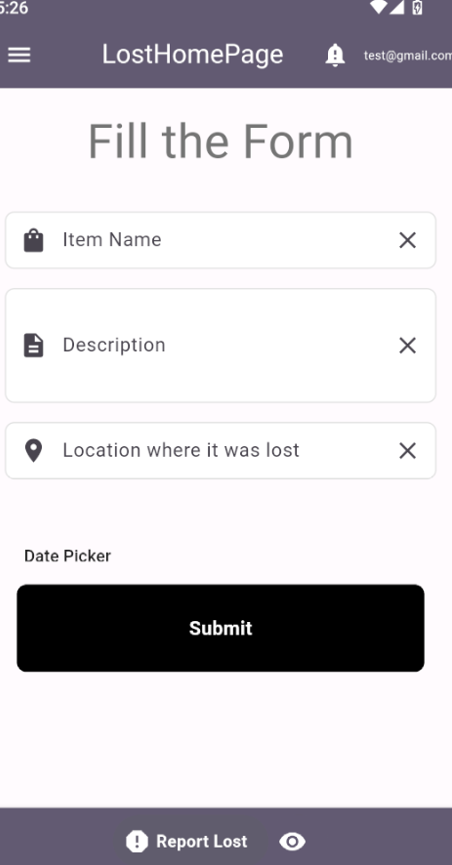 5:26
LostHomePage
test@gmail.com
Fill the Form
Item Name
Description
Location where it was lost
Date Picker
Submit
Report Lost